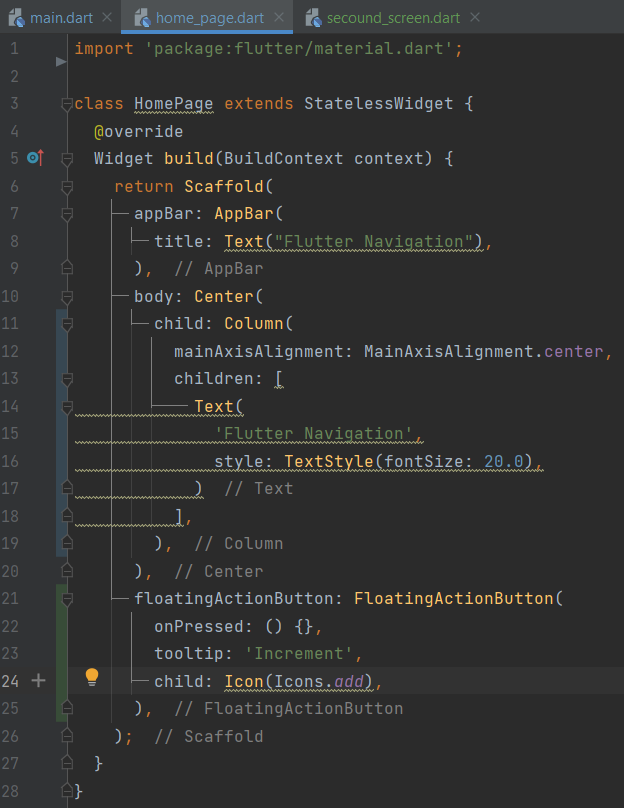 main.dart home_page.dart secound_screen.dart
1 import 'package:flutter/material.dart';
2
3 class HomePage extends StatelessWidget {
4 @override
5 Widget build(BuildContext context) {
6 return Scaffold(
7 appBar: AppBar(
8 title: Text("Flutter Navigation"),
9 ), // AppBar
10 body: Center(
11 child: Column(
12 mainAxisAlignment: MainAxisAlignment.center,
13 children: [
14 Text(
15 'Flutter Navigation',
16 style: TextStyle(fontSize: 20.0),
17 ) // Text
18 ],
19 ), // Column
20 ), // Center
21 floatingActionButton: FloatingActionButton(
22 onPressed: () {},
23 tooltip: 'Increment',
24 child: Icon(Icons.add),
25 ), // FloatingActionButton
26 ); // Scaffold
27 }
28 }